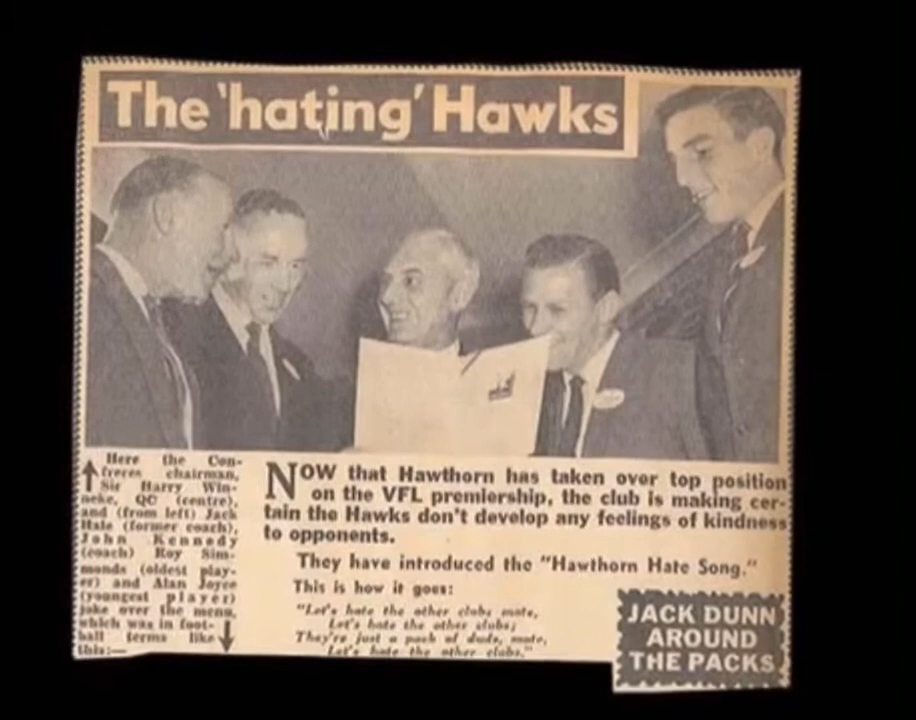 The 'hating' Hawks
Here the Con-
freres chairman,
Sir Harry Win-
neke, QC (centre),
and (from left) Jack
Hale (former coach),
John Kennedy
(coach) Roy Sim-
monds (oldest play-
er) and Alan Joyce
(youngest player)
joke over the menu,
which was in foot-
ball terms like
this:—
NOW that Hawthorn has taken over top position
on the VFL premiership, the club is making cer-
tain the Hawks don't develop any feelings of kindness
to opponents.
They have introduced the "Hawthorn Hate Song."
This is how it goes:
"Let's hate the other clubs mate,
Let's hate the other clubs;
They're just a pack of duds, mate,
Let's hate the other clubs."
JACK DUNN
AROUND
THE PACKS